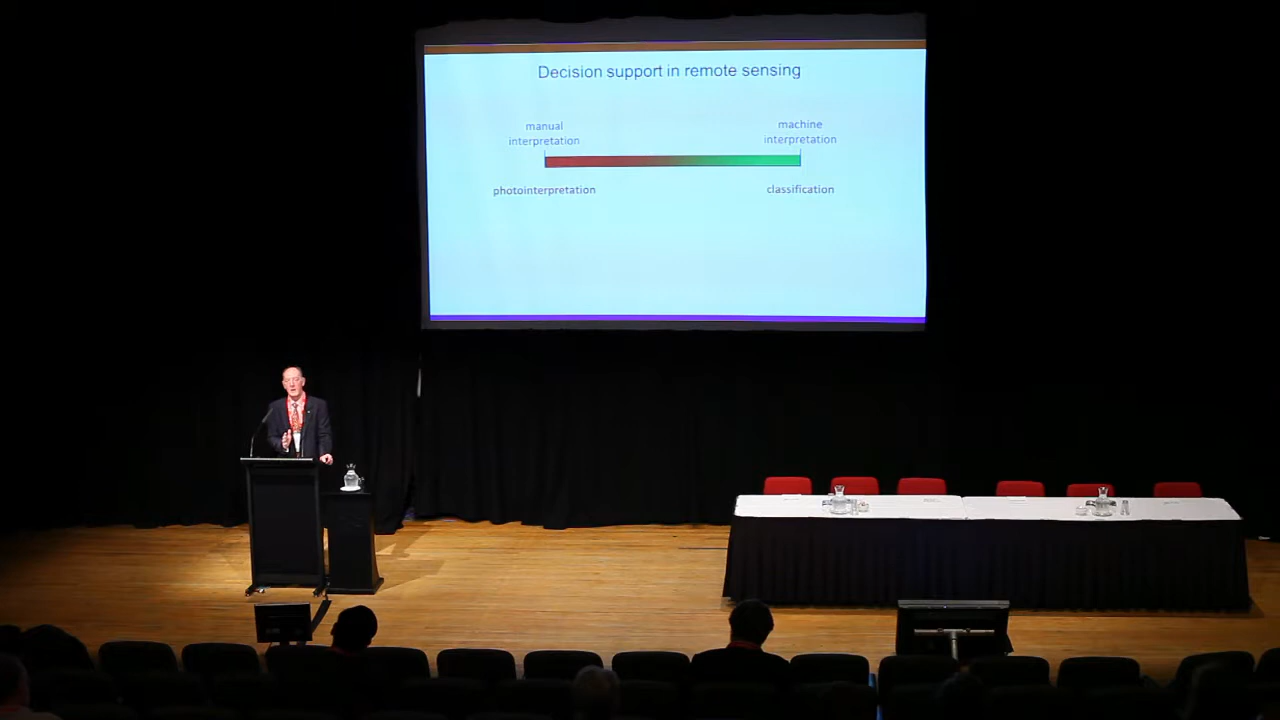 Decision support in remote sensing
manual
interpretation
machine
interpretation
photointerpretation
classification